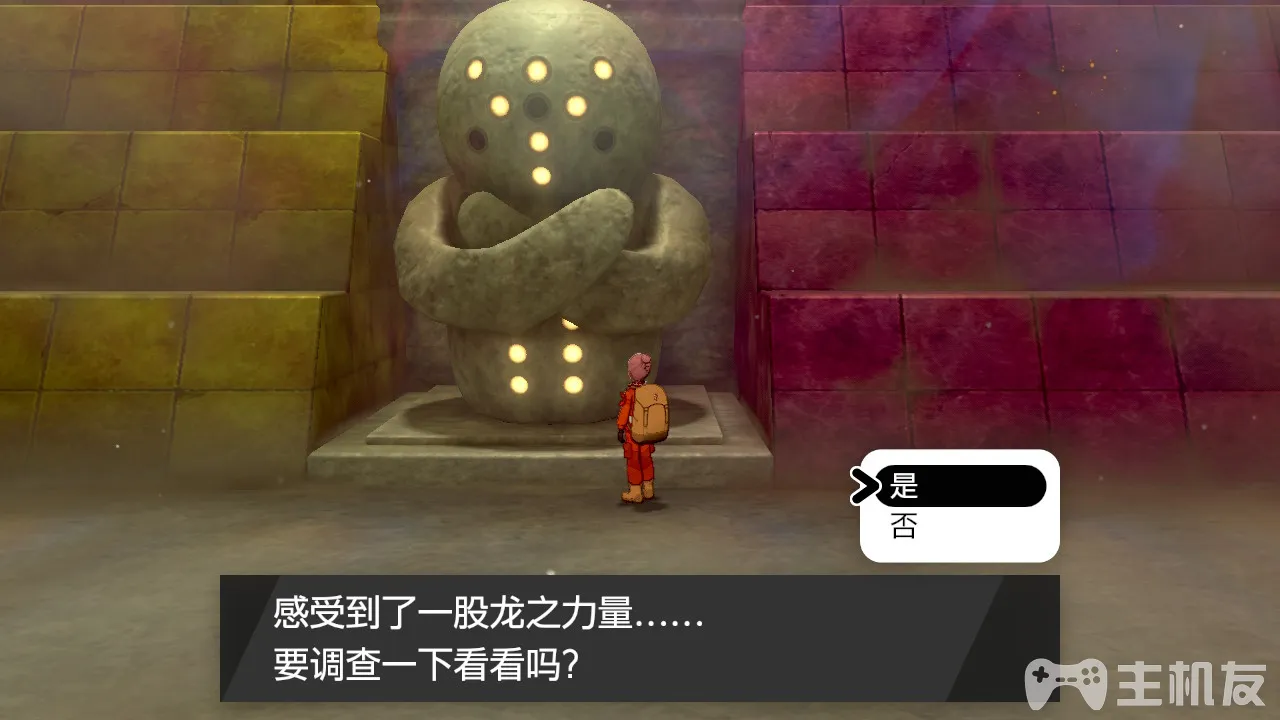 是
否
感受到了一股龙之力量……
要调查一下看看吗?
主机友